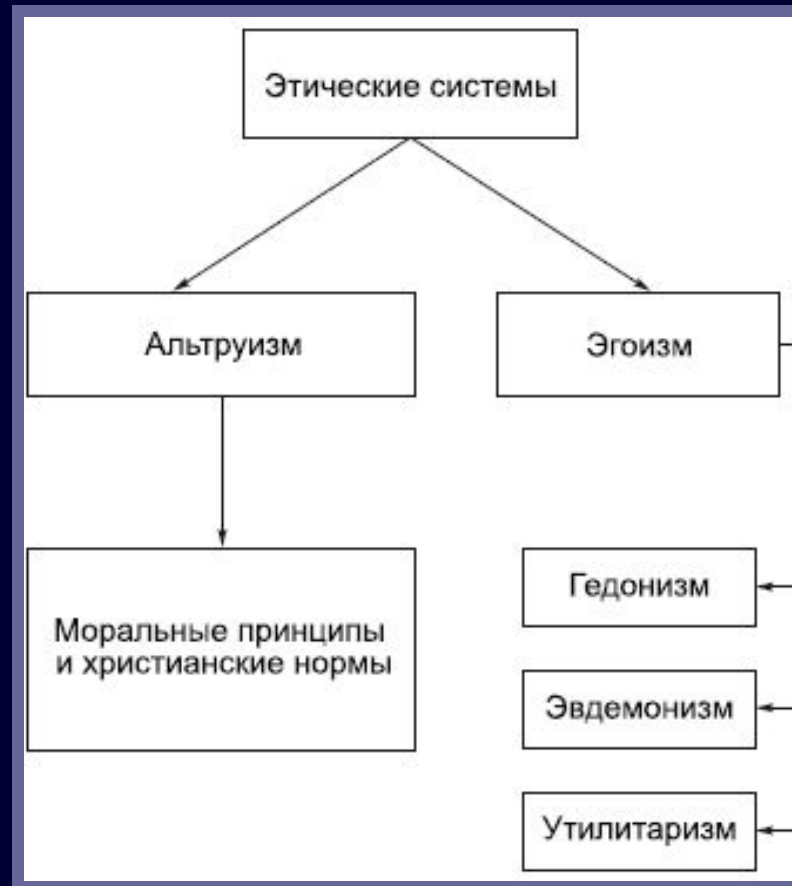 Этические системы
Альтруизм
Эгоизм
Моральные принципы
и христианские нормы
Гедонизм
Эвдемонизм
Утилитаризм